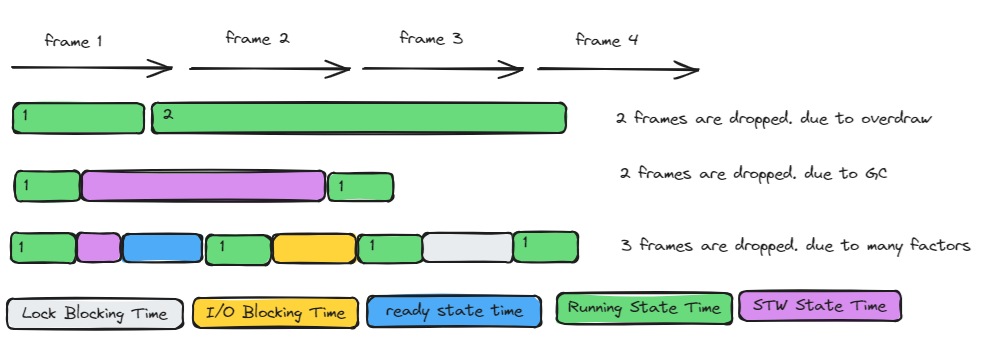 frame 1 frame 2 frame 3 frame 4
1 2 2 frames are dropped. due to overdraw
1 1 2 frames are dropped. due to GC
1 1 1 1 3 frames are dropped. due to many factors
Lock Blocking Time I/O Blocking Time ready state time Running State Time STW State Time